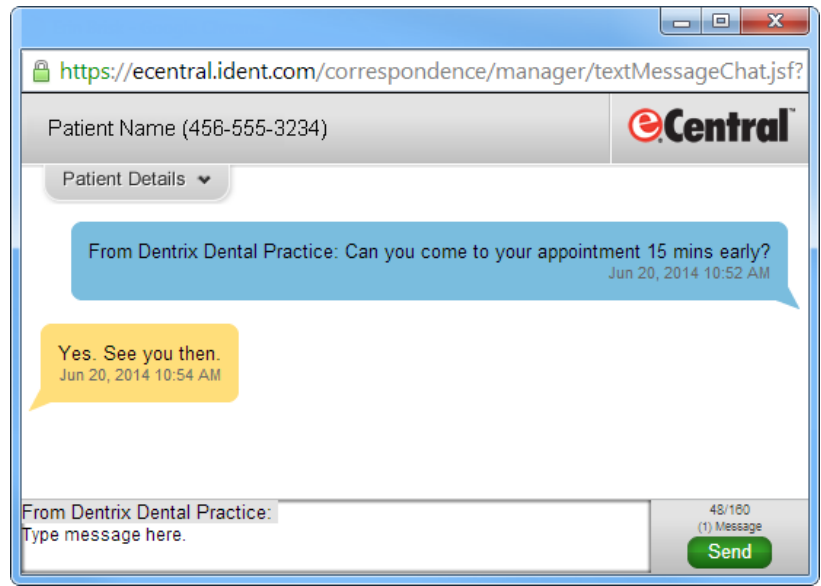 https://ecentral.ident.com/correspondence/manager/textMessageChat.jsf?
Patient Name (456-555-3234)
e.Central™
Patient Details
From Dentrix Dental Practice: Can you come to your appointment 15 mins early?
Jun 20, 2014 10:52 AM
Yes. See you then.
Jun 20, 2014 10:54 AM
From Dentrix Dental Practice:
Type message here.
48/160
(1) Message
Send